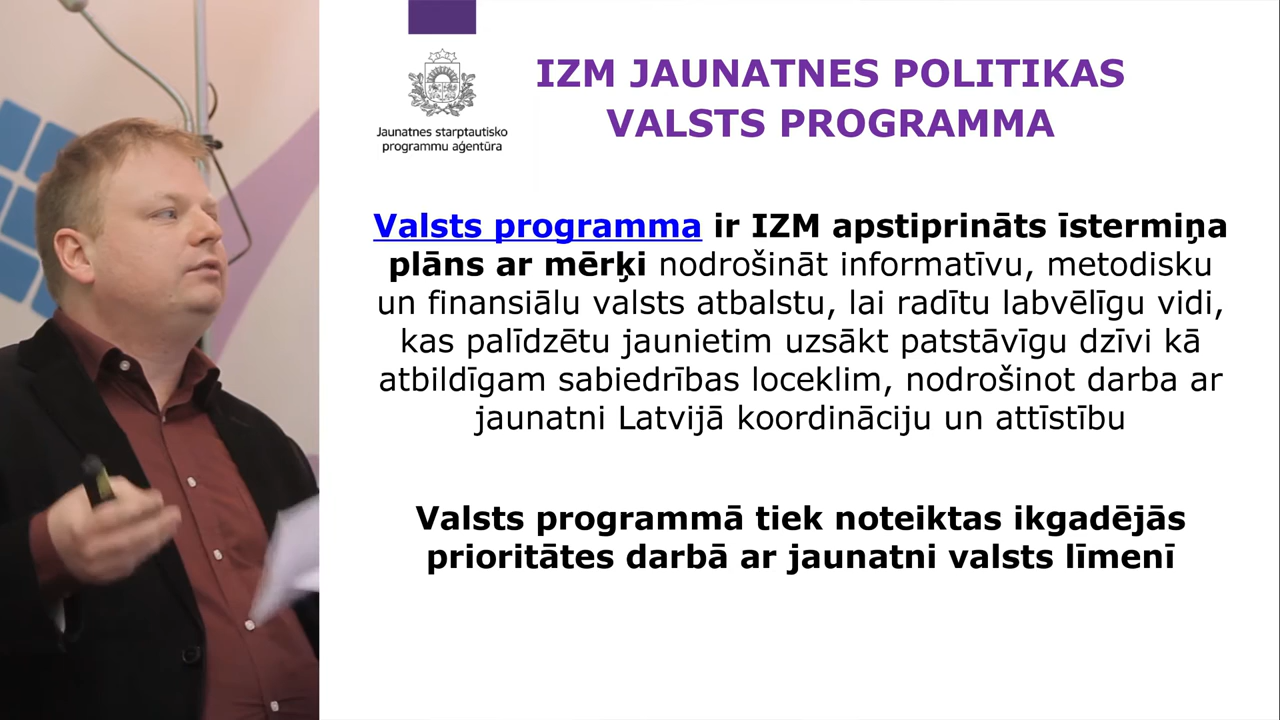 IZM JAUNATNES POLITIKAS
VALSTS PROGRAMMA
Jaunatnes starptautisko
programmu aģentūra
Valsts programma ir IZM apstiprināts īstermiņa
plāns ar mērķi nodrošināt informatīvu, metodisku
un finansiālu valsts atbalstu, lai radītu labvēlīgu vidi,
kas palīdzētu jaunietim uzsākt patstāvīgu dzīvi kā
atbildīgam sabiedrības loceklim, nodrošinot darba ar
jaunatni Latvijā koordināciju un attīstību
Valsts programmā tiek noteiktas ikgadējās
prioritātes darbā ar jaunatni valsts līmenī